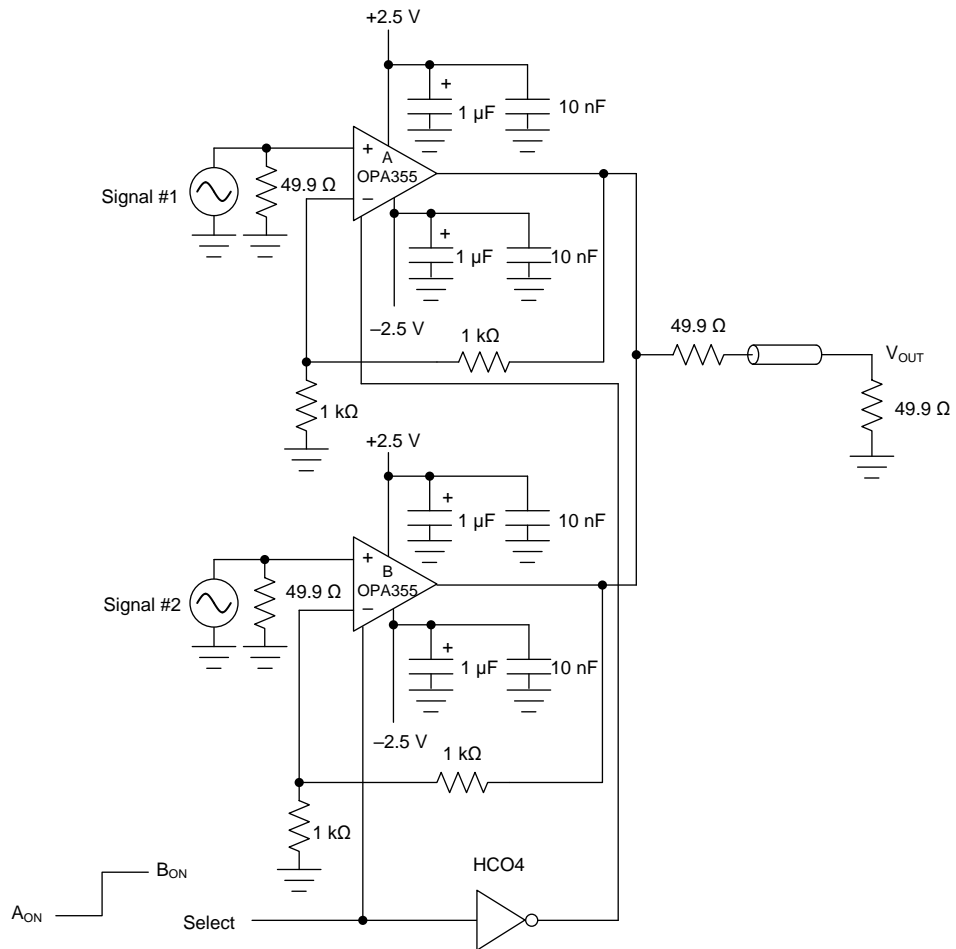 +2.5 V
+
1 µF
10 nF
+
A
OPA355
−
Signal #1
49.9 Ω
+
1 µF
10 nF
–2.5 V
1 kΩ
49.9 Ω
VOUT
1 kΩ
49.9 Ω
+2.5 V
+
1 µF
10 nF
+
B
OPA355
−
Signal #2
49.9 Ω
+
1 µF
10 nF
–2.5 V
1 kΩ
1 kΩ
HCO4
BON
AON
Select